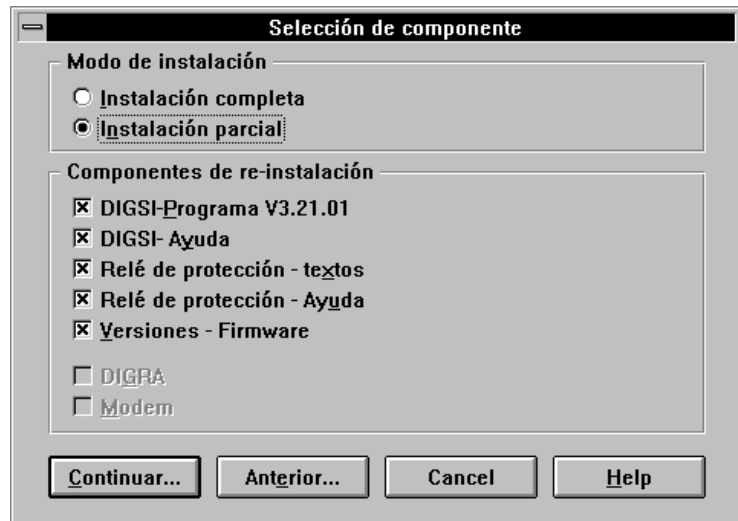 Selección de componente
Modo de instalación
Instalación completa
Instalación parcial
Componentes de re-instalación
DIGSI-Programa V3.21.01
DIGSI- Ayuda
Relé de protección - textos
Relé de protección - Ayuda
Versiones - Firmware
DIGRA
Modem
Continuar... Anterior... Cancel Help